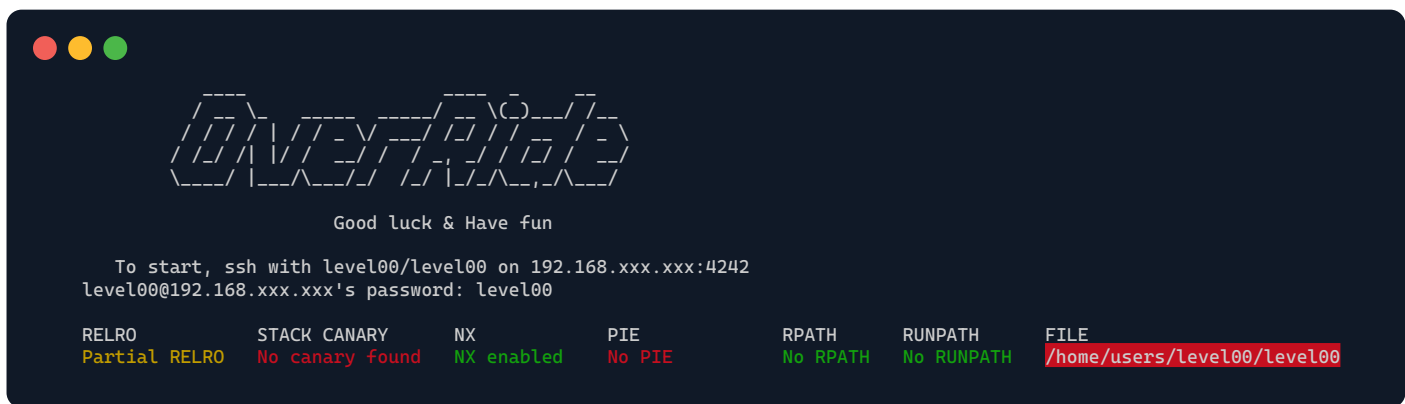 OverRide
Good luck & Have fun
To start, ssh with level00/level00 on 192.168.xxx.xxx:4242
level00@192.168.xxx.xxx's password: level00
RELRO STACK CANARY NX PIE RPATH RUNPATH FILE
Partial RELRO No canary found NX enabled No PIE No RPATH No RUNPATH /home/users/level00/level00